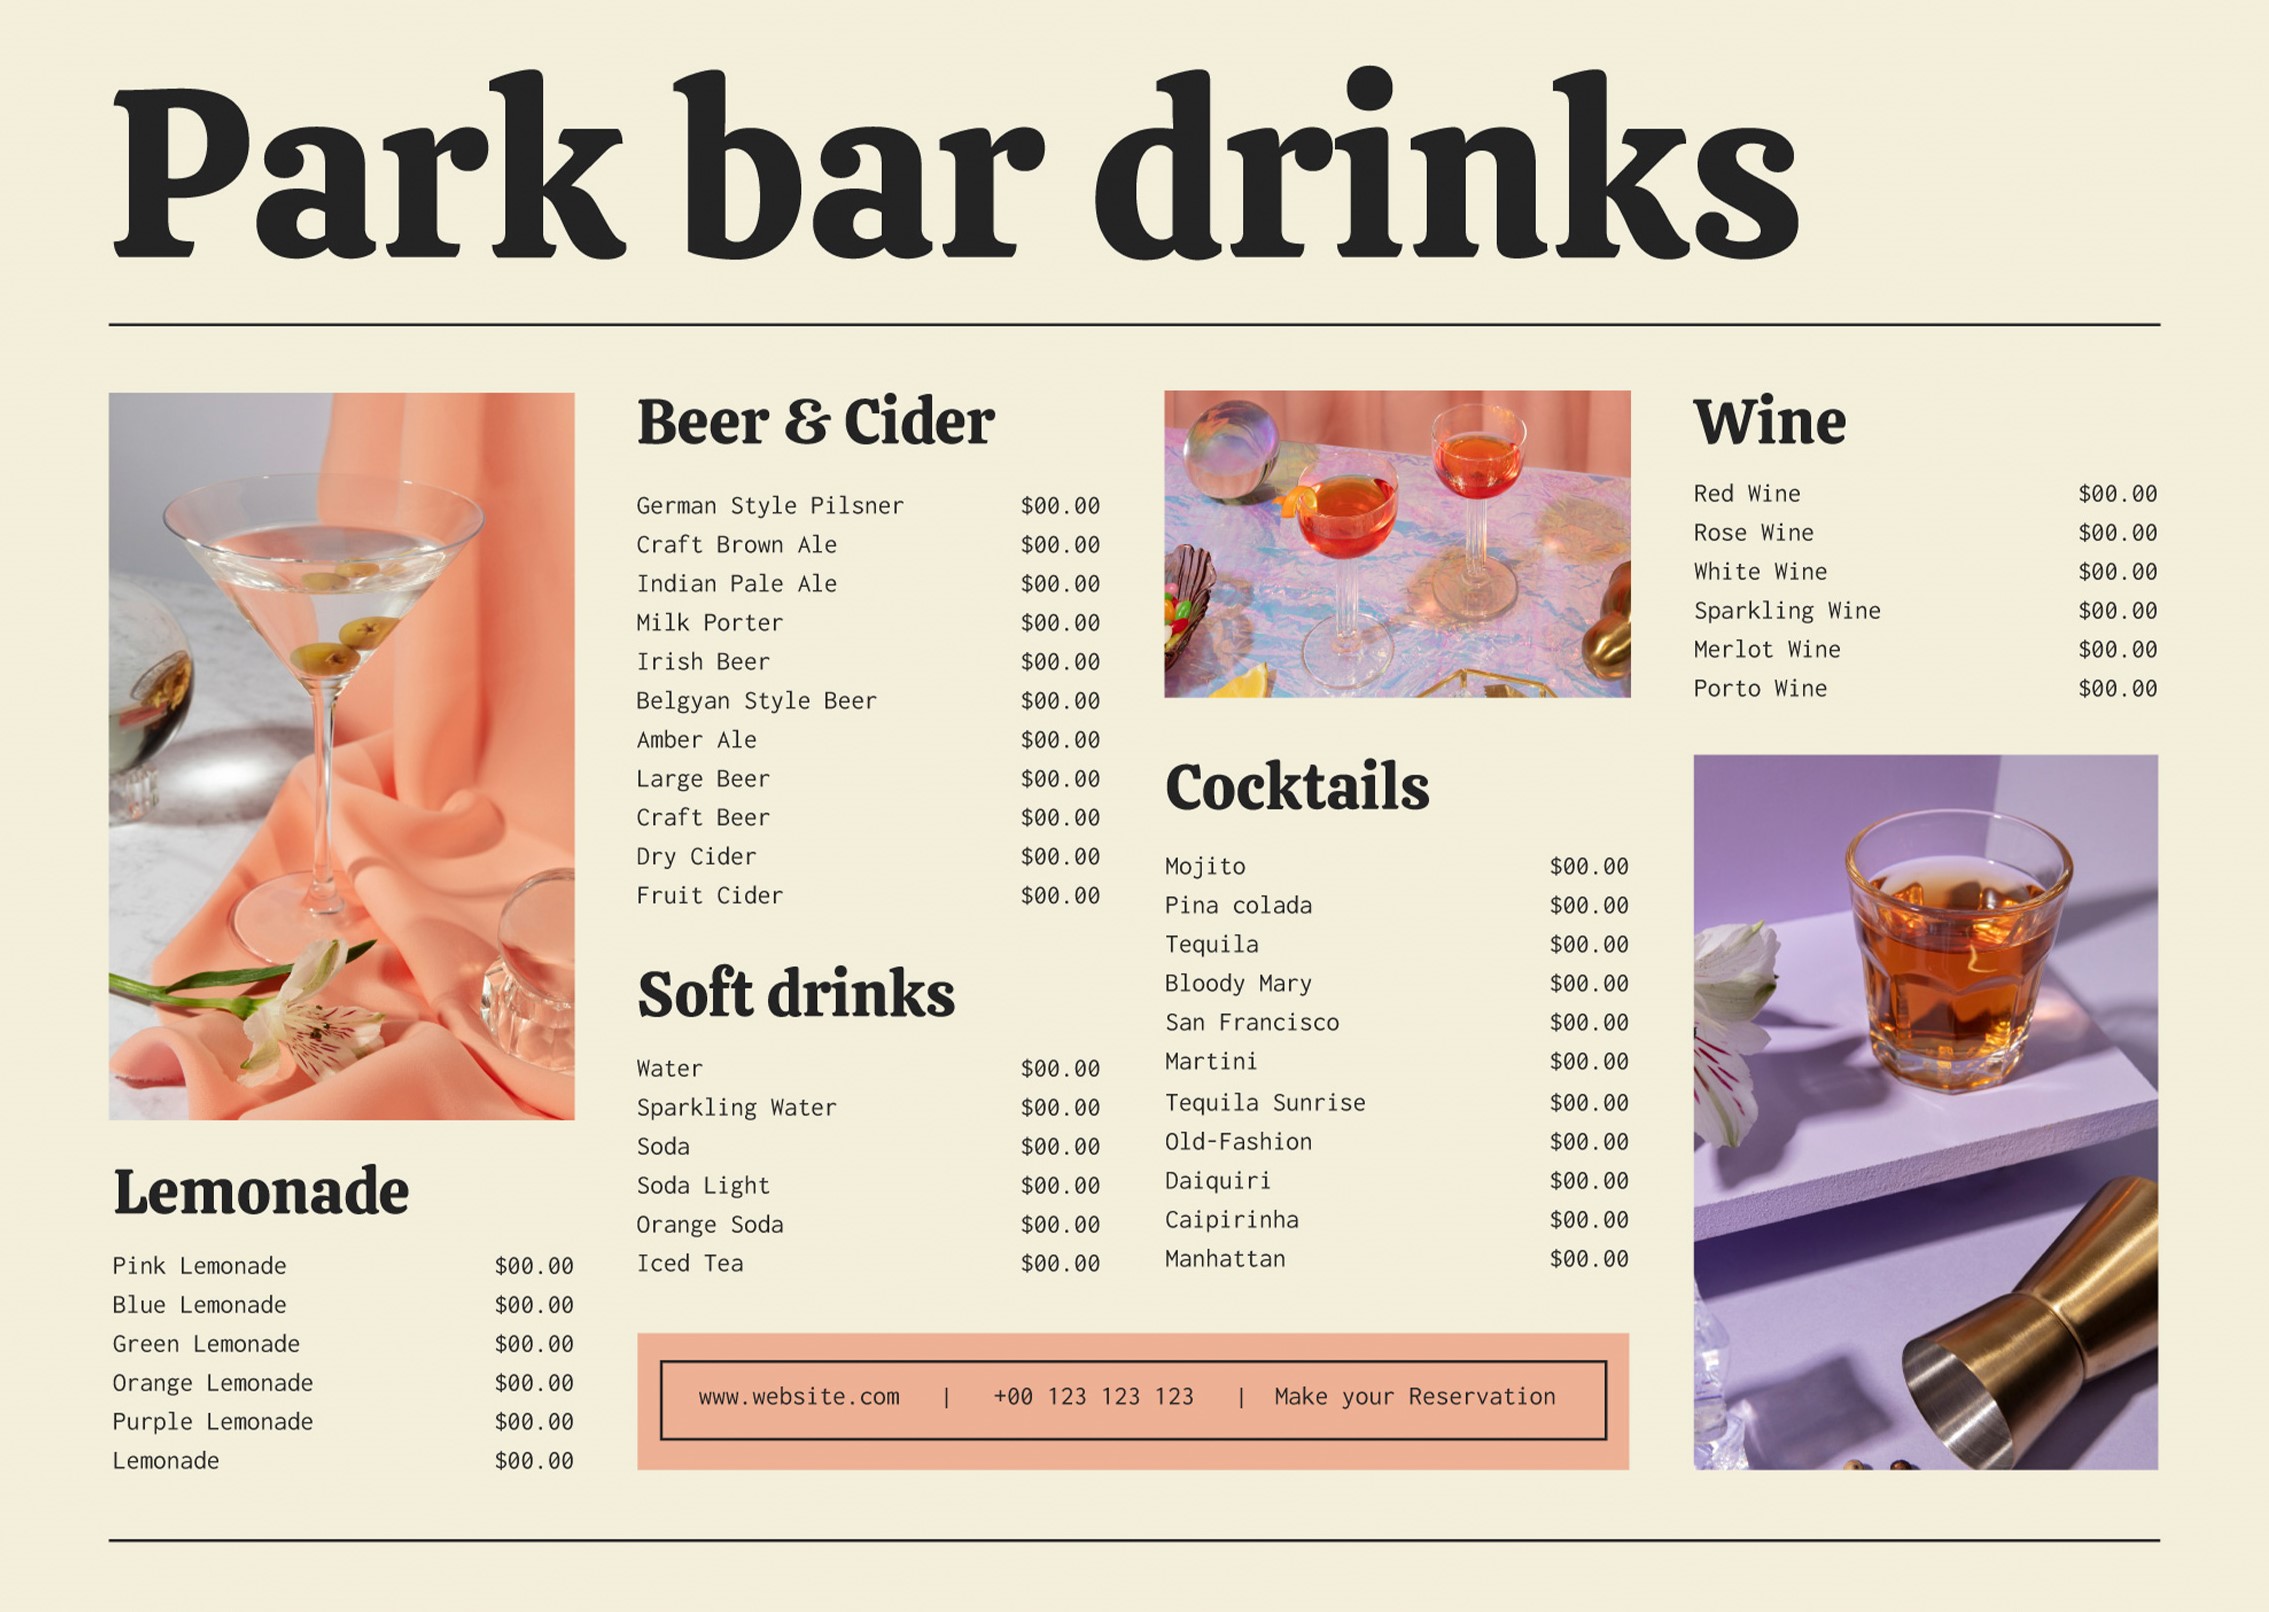 Park bar drinks
Lemonade
Pink Lemonade $00.00
Blue Lemonade $00.00
Green Lemonade $00.00
Orange Lemonade $00.00
Purple Lemonade $00.00
Lemonade $00.00
Beer & Cider
German Style Pilsner $00.00
Craft Brown Ale $00.00
Indian Pale Ale $00.00
Milk Porter $00.00
Irish Beer $00.00
Belgyan Style Beer $00.00
Amber Ale $00.00
Large Beer $00.00
Craft Beer $00.00
Dry Cider $00.00
Fruit Cider $00.00
Soft drinks
Water $00.00
Sparkling Water $00.00
Soda $00.00
Soda Light $00.00
Orange Soda $00.00
Iced Tea $00.00
Cocktails
Mojito $00.00
Pina colada $00.00
Tequila $00.00
Bloody Mary $00.00
San Francisco $00.00
Martini $00.00
Tequila Sunrise $00.00
Old-Fashion $00.00
Daiquiri $00.00
Caipirinha $00.00
Manhattan $00.00
Wine
Red Wine $00.00
Rose Wine $00.00
White Wine $00.00
Sparkling Wine $00.00
Merlot Wine $00.00
Porto Wine $00.00
www.website.com | +00 123 123 123 | Make your Reservation